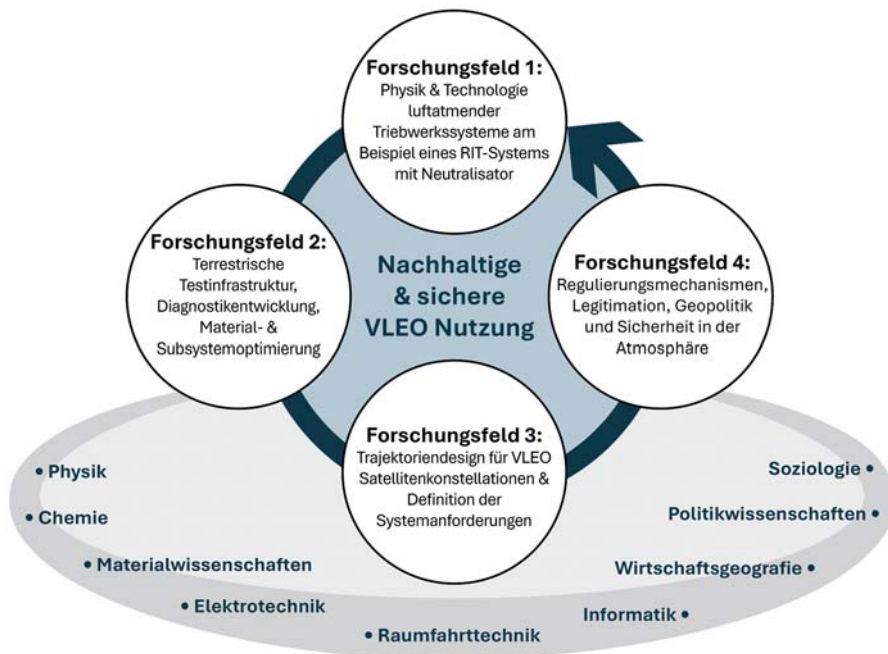 Forschungsfeld 1:
Physik & Technologie
luftatmender
Triebwerkssysteme am
Beispiel eines RIT-Systems
mit Neutralisator
Forschungsfeld 2:
Terrestrische
Testinfrastruktur,
Diagnostikentwicklung,
Material- &
Subsystemoptimierung
Nachhaltige
& sichere
VLEO Nutzung
Forschungsfeld 4:
Regulierungsmechanismen,
Legitimation, Geopolitik
und Sicherheit in der
Atmosphäre
Forschungsfeld 3:
Trajektoriendesign für VLEO
Satellitenkonstellationen &
Definition der
Systemanforderungen
• Physik
• Chemie
• Materialwissenschaften
• Elektrotechnik
• Raumfahrttechnik
Informatik •
Wirtschaftsgeografie •
Politikwissenschaften •
Soziologie •